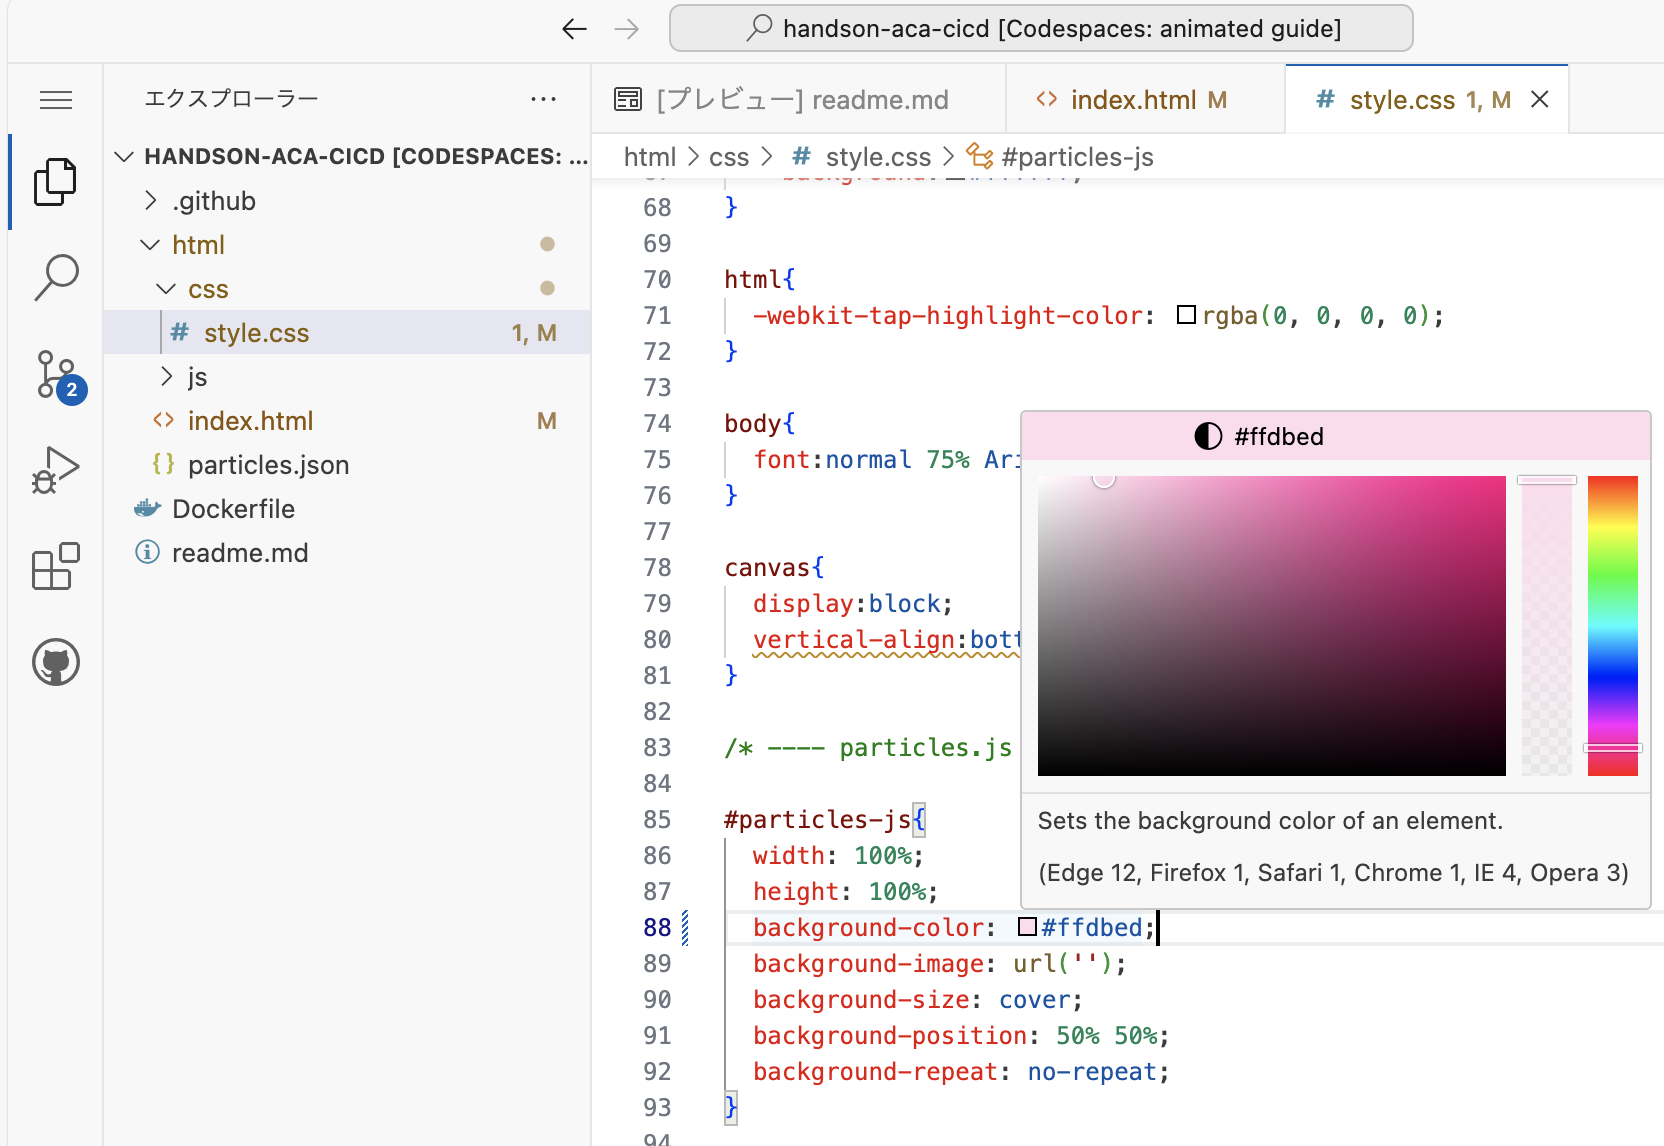 handson-aca-cicd [Codespaces: animated guide]
エクスプローラー
HANDSON-ACA-CICD [CODESPACES: ...
.github
html
css
# style.css 1, M
js
<> index.html M
{} particles.json
Dockerfile
readme.md
2
[プレビュー] readme.md
<> index.html M
# style.css 1, M
html > css > # style.css > #particles-js
68 }
69
70 html{
71 -webkit-tap-highlight-color: rgba(0, 0, 0, 0);
72 }
73
74 body{
75 font:normal 75% Ari
76 }
77
78 canvas{
79 display:block;
80 vertical-align:bott
81 }
82
83 /* ---- particles.js
84
85 #particles-js{
86 width: 100%;
87 height: 100%;
88 background-color: #ffdbed;
89 background-image: url('');
90 background-size: cover;
91 background-position: 50% 50%;
92 background-repeat: no-repeat;
93 }
94
#ffdbed
Sets the background color of an element.
(Edge 12, Firefox 1, Safari 1, Chrome 1, IE 4, Opera 3)